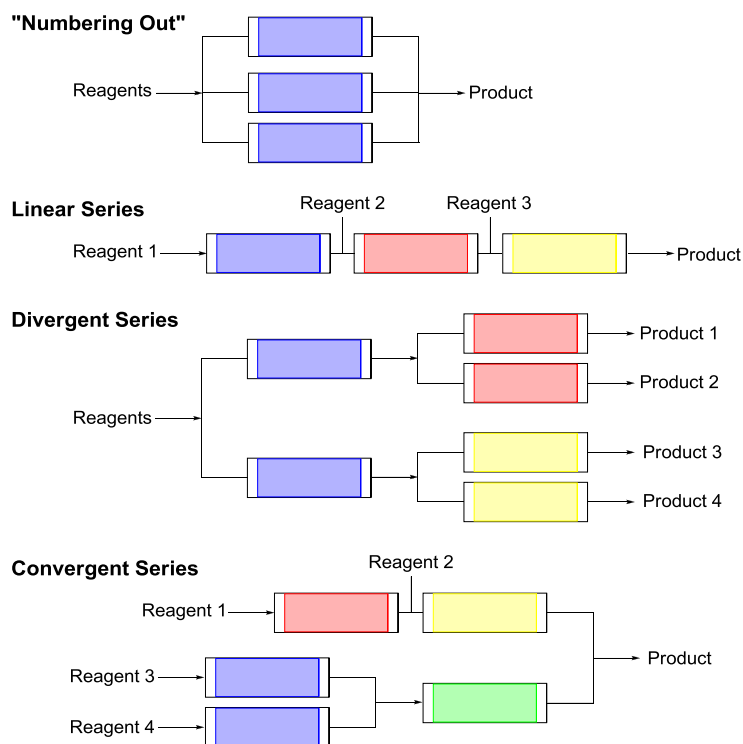 "Numbering Out"
Reagents
Product
Linear Series
Reagent 2
Reagent 3
Reagent 1
Product
Divergent Series
Product 1
Product 2
Reagents
Product 3
Product 4
Convergent Series
Reagent 2
Reagent 1
Product
Reagent 3
Reagent 4